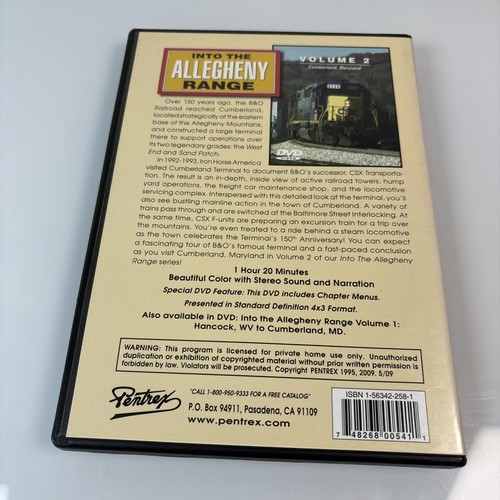 INTO THE
ALLEGHENY
RANGE
VOLUME 2
Cumberland, Maryland
DVD
VIDEO
Over 150 years ago, the B&O
Railroad reached Cumberland,
located strategically at the eastern
base of the Allegheny Mountains,
and constructed a large terminal
there to support operations over
its two legendary grades: the West
End and Sand Patch.
In 1992-1993, Iron Horse America
visited Cumberland Terminal to document B&O's successor, CSX Transporta-
tion. The result is an in-depth, inside view of active railroad towers, hump
yard operations, the freight car maintenance shop, and the locomotive
servicing complex. Interspersed with this detailed look at the terminal, you'll
also see bustling mainline action in the town of Cumberland. A variety of
trains pass through and are switched at the Baltimore Street Interlocking. At
the same time, CSX F-units are preparing an excursion train for a trip over
the mountains. You're even treated to a ride behind a steam locomotive
as the town celebrates the Terminal's 150th Anniversary! You can expect
a fascinating tour of B&O's famous terminal and a fast-paced conclusion
as you visit Cumberland, Maryland in Volume 2 of our Into The Allegheny
Range series!
1 Hour 20 Minutes
Beautiful Color with Stereo Sound and Narration
Special DVD Feature: This DVD includes Chapter Menus.
Presented in Standard Definition 4x3 Format.
Also available in DVD: Into the Allegheny Range Volume 1:
Hancock, WV to Cumberland, MD.
WARNING: This program is licensed for private home use only. Unauthorized
duplication or exhibition of copyrighted material without prior written permission is
forbidden by law. Violators will be prosecuted. Copyright PENTREX 1995, 2009. 5/09
Pentrex
"CALL 1-800-950-9333 FOR A FREE CATALOG"
P.O. Box 94911, Pasadena, CA 91109
www.pentrex.com
ISBN 1-56342-258-1
7 48268 00541 1